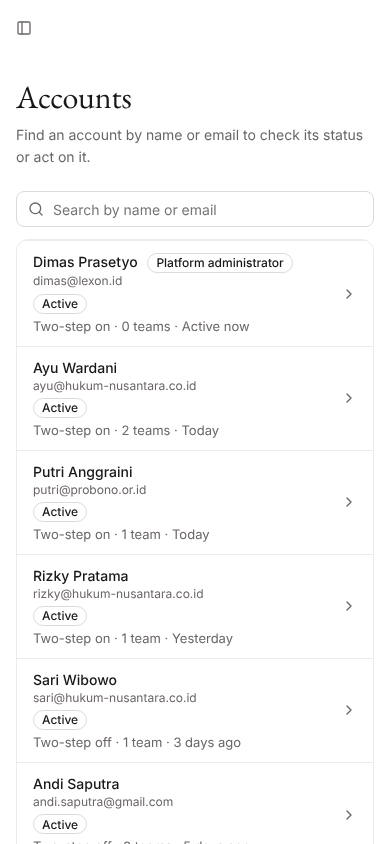 Accounts
Find an account by name or email to check its status
or act on it.
Search by name or email
Dimas Prasetyo Platform administrator
dimas@lexon.id
Active
Two-step on · 0 teams · Active now
Ayu Wardani
ayu@hukum-nusantara.co.id
Active
Two-step on · 2 teams · Today
Putri Anggraini
putri@probono.or.id
Active
Two-step on · 1 team · Today
Rizky Pratama
rizky@hukum-nusantara.co.id
Active
Two-step on · 1 team · Yesterday
Sari Wibowo
sari@hukum-nusantara.co.id
Active
Two-step off · 1 team · 3 days ago
Andi Saputra
andi.saputra@gmail.com
Active